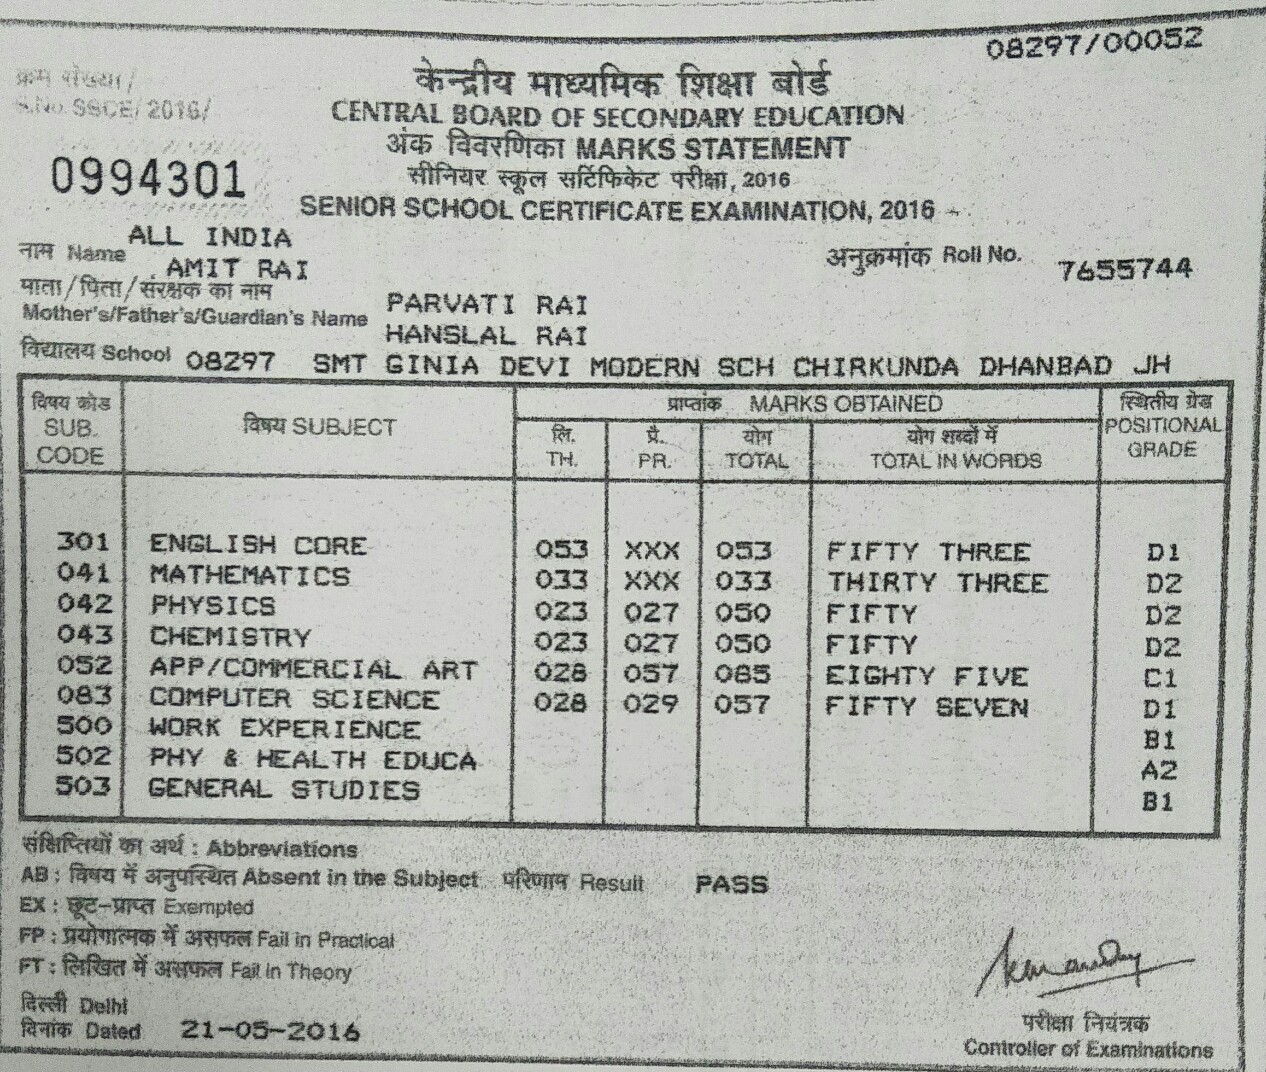 08297/00052
क्रम संख्या/
S.No. SSCE/2016/
केन्द्रीय माध्यमिक शिक्षा बोर्ड
CENTRAL BOARD OF SECONDARY EDUCATION
अंक विवरणिका MARKS STATEMENT
0994301
सीनियर स्कूल सर्टिफिकेट परीक्षा, 2016
SENIOR SCHOOL CERTIFICATE EXAMINATION, 2016
ALL INDIA
नाम Name AMIT RAI अनुक्रमांक Roll No. 7655744
माता/पिता/संरक्षक का नाम
Mother's/Father's/Guardian's Name PARVATI RAI
HANSLAL RAI
विद्यालय School 08297 SMT GINIA DEVI MODERN SCH CHIRKUNDA DHANBAD JH
विषय कोड SUB. CODE विषय SUBJECT प्राप्तांक MARKS OBTAINED स्थितीय ग्रेड POSITIONAL GRADE
लि. TH. प्रै. PR. योग TOTAL योग शब्दों में TOTAL IN WORDS
301 ENGLISH CORE 053 XXX 053 FIFTY THREE D1
041 MATHEMATICS 033 XXX 033 THIRTY THREE D2
042 PHYSICS 023 027 050 FIFTY D2
043 CHEMISTRY 023 027 050 FIFTY D2
052 APP/COMMERCIAL ART 028 057 085 EIGHTY FIVE C1
083 COMPUTER SCIENCE 028 029 057 FIFTY SEVEN D1
500 WORK EXPERIENCE B1
502 PHY & HEALTH EDUCA A2
503 GENERAL STUDIES B1
संक्षिप्तियों का अर्थ : Abbreviations
AB : विषय में अनुपस्थित Absent in the Subject परिणाम Result PASS
EX : छूट-प्राप्त Exempted
FP : प्रयोगात्मक में असफल Fail in Practical
FT : लिखित में असफल Fail in Theory
दिल्ली Delhi
दिनांक Dated 21-05-2016
परीक्षा नियंत्रक
Controller of Examinations